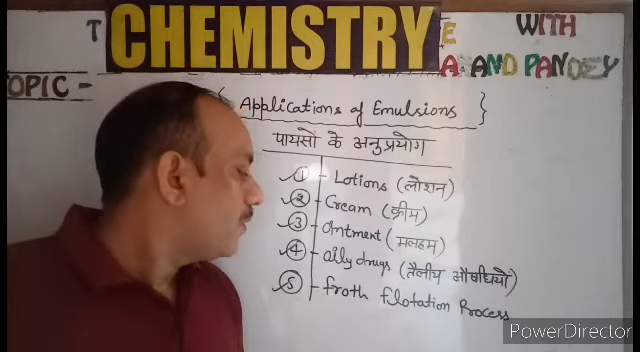 T CHEMISTRY E WITH
A AND PANDEY
OPIC -
{ Applications of Emulsions }
पायसों के अनुप्रयोग
① - Lotions (लोशन)
② - Cream (क्रीम)
③ - Ointment (मलहम)
④ - Oily drugs (तैलीय औषधियों)
⑤ - froth flotation Process
PowerDirector